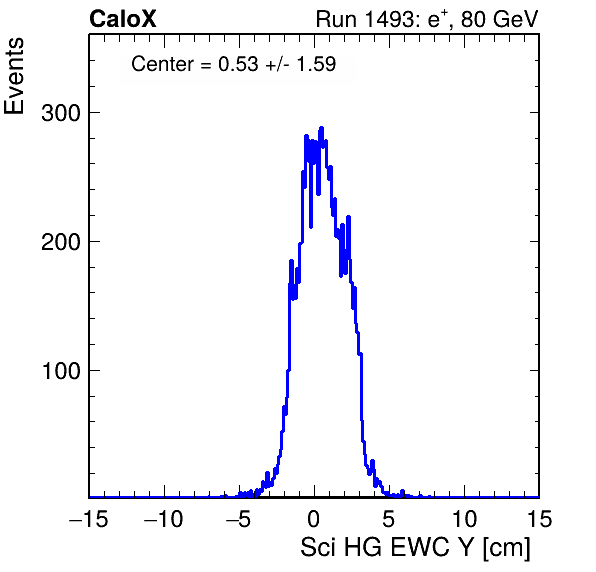 CaloX Run 1493: e⁺, 80 GeV
Center = 0.53 +/- 1.59
Events
300
200
100
−15 −10 −5 0 5 10 15
Sci HG EWC Y [cm]